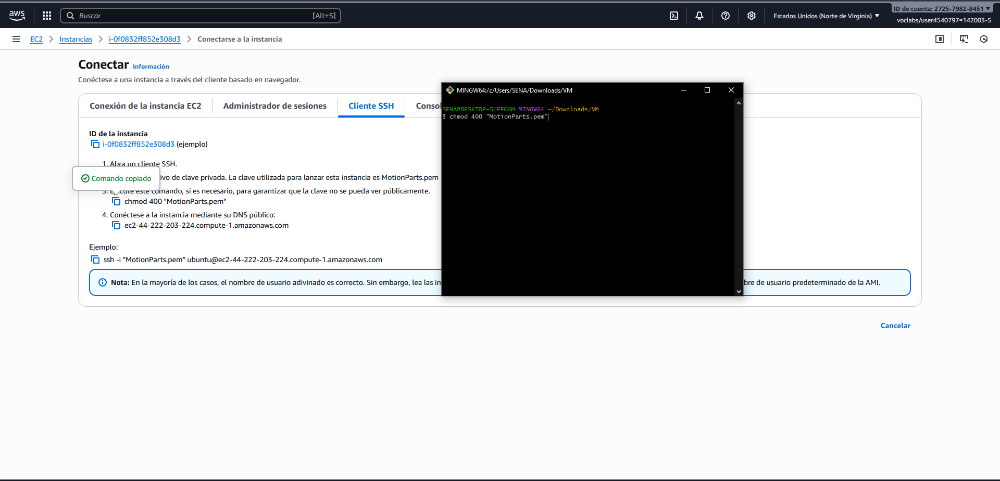 aws
Buscar [Alt+S]
Estados Unidos (Norte de Virginia)
ID de cuenta: 2725-7982-8451
voclabs/user4540797=142003-5
EC2 > Instancias > i-0f0832ff852e308d3 > Conectarse a la instancia
Conectar Información
Conéctese a una instancia a través del cliente basado en navegador.
Conexión de la instancia EC2
Administrador de sesiones
Cliente SSH
Consol
ID de la instancia
i-0f0832ff852e308d3 (ejemplo)
1. Abra un cliente SSH.
Comando copiado
ivo de clave privada. La clave utilizada para lanzar esta instancia es MotionParts.pem
3. Ejecute este comando, si es necesario, para garantizar que la clave no se pueda ver públicamente.
chmod 400 "MotionParts.pem"
4. Conéctese a la instancia mediante su DNS público:
ec2-44-222-203-224.compute-1.amazonaws.com
Ejemplo:
ssh -i "MotionParts.pem" ubuntu@ec2-44-222-203-224.compute-1.amazonaws.com
Nota: En la mayoría de los casos, el nombre de usuario adivinado es correcto. Sin embargo, lea las in
bre de usuario predeterminado de la AMI.
MINGW64:/c/Users/SENA/Downloads/VM
SENA@DESKTOP-S1EEOAM MINGW64 ~/Downloads/VM
$ chmod 400 "MotionParts.pem"
Cancelar